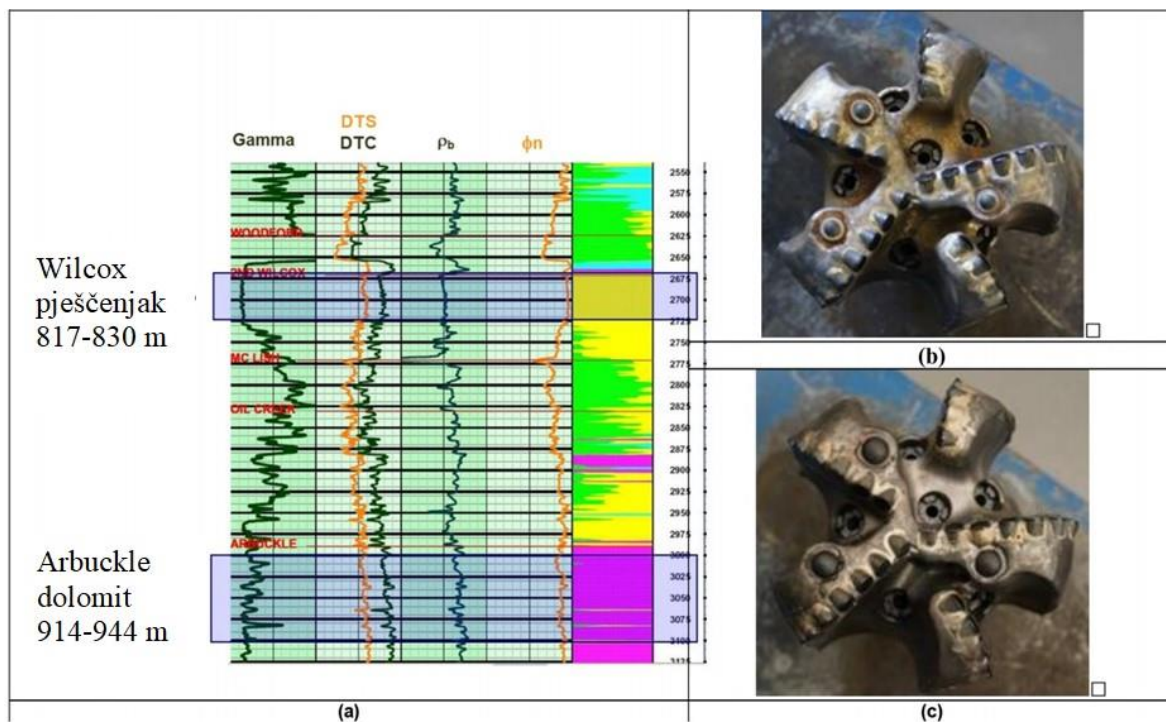 DTS
Gamma
DTC
ρb
ϕn
2550
2575
2600
WOODFORD
2625
2650
2ND WILCOX
2675
2700
2725
2750
MC LISH
2775
2800
OIL CREEK
2825
2850
2875
2900
2925
2950
2975
ARBUCKLE
3000
3025
3050
3075
3100
3125
Wilcox
pješčenjak
817-830 m
Arbuckle
dolomit
914-944 m
(a)
(b)
(c)